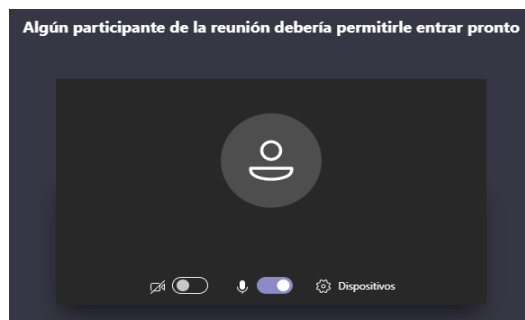 Algún participante de la reunión debería permitirle entrar pronto
Dispositivos